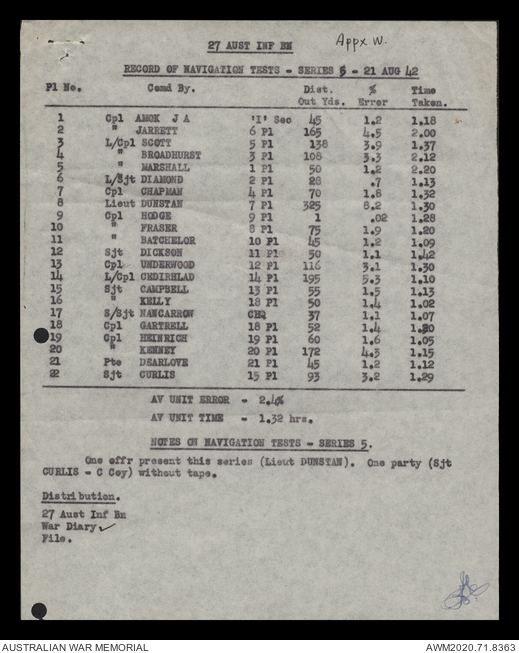 27 AUST INF BN
Appx W.
RECORD OF NAVIGATION TESTS - SERIES 5 - 21 AUG 42
Pl No. Comd By. Dist. Out Yds. % Error Time Taken.
1 Cpl AMOK J A 'I' Sec 45 1.2 1.18
2 " JARRETT 6 Pl 165 4.5 2.00
3 L/Cpl SCOTT 5 Pl 138 3.9 1.37
4 " BROADHURST 3 Pl 108 3.3 2.12
5 " MARSHALL 1 Pl 50 1.2 2.20
6 L/Sjt DIAMOND 2 Pl 28 .7 1.13
7 Cpl CHAPMAN 4 Pl 70 1.8 1.32
8 Lieut DUNSTAN 7 Pl 325 8.2 1.30
9 Cpl HODGE 9 Pl 1 .02 1.28
10 " FRASER 8 Pl 75 1.9 1.20
11 " BATCHELOR 10 Pl 45 1.2 1.09
12 Sjt DICKSON 11 Pl 50 1.1 1.42
13 Cpl UNDERWOOD 12 Pl 116 3.1 1.30
14 L/Cpl CEDIRHLAD 14 Pl 195 5.3 1.10
15 Sjt CAMPBELL 13 Pl 55 1.5 1.13
16 " KELLY 18 Pl 50 1.4 1.02
17 S/Sjt NANCARROW CHQ 37 1.1 1.07
18 Cpl GARTRELL 18 Pl 52 1.4
19 Cpl HEINRICH 19 Pl 60 1.6 1.05
20 " KENNEY 20 Pl 172 4.3 1.15
21 Pte DEARLOVE 21 Pl 45 1.2 1.12
22 Sjt CURLIS 15 Pl 93 3.2 1.29
AV UNIT ERROR - 2.4%
AV UNIT TIME - 1.32 hrs.
NOTES ON NAVIGATION TESTS - SERIES 5.
One offr present this series (Lieut DUNSTAN). One party (Sjt
CURLIS - C Coy) without tape.
Distribution.
27 Aust Inf Bn
War Diary ✓
File.
AUSTRALIAN WAR MEMORIAL AWM2020.71.8363